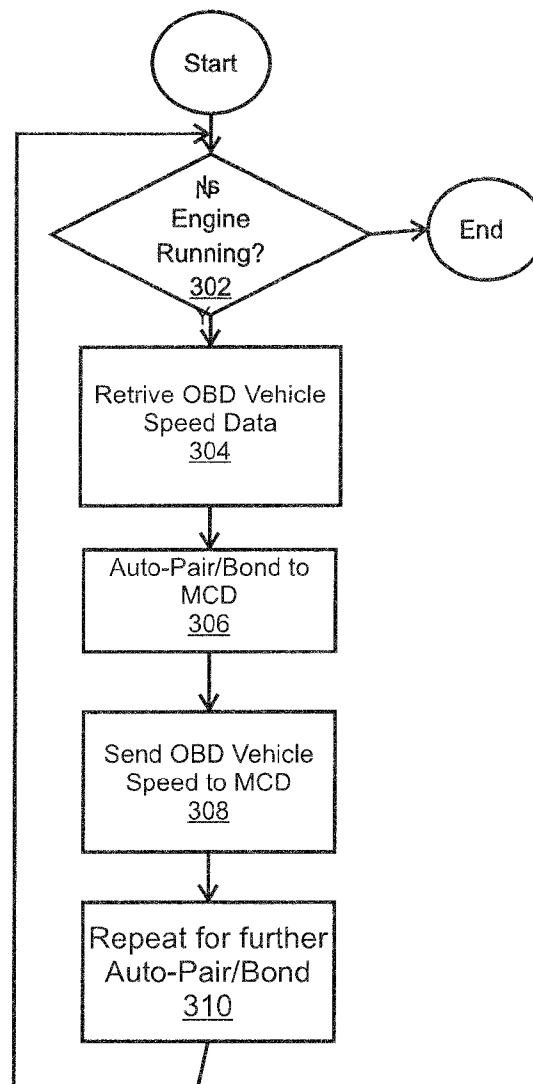 Start
Is
N
Engine
Running?
302
End
Y
Retrive OBD Vehicle
Speed Data
304
Auto-Pair/Bond to
MCD
306
Send OBD Vehicle
Speed to MCD
308
Repeat for further
Auto-Pair/Bond
310